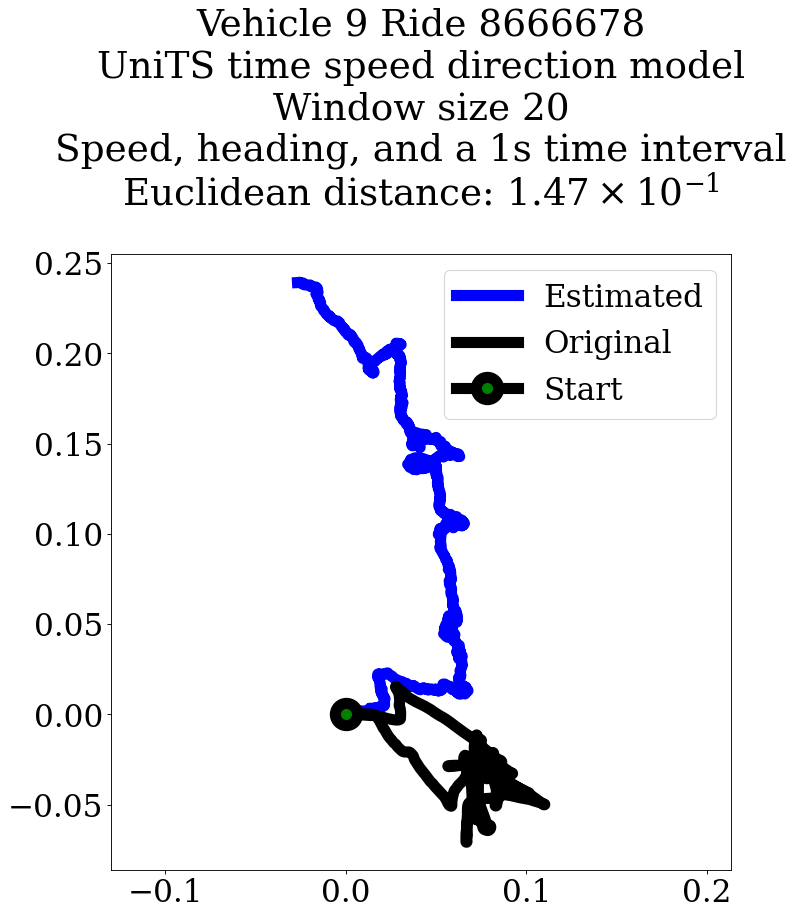 Vehicle 9 Ride 8666678
UniTS time speed direction model
Window size 20
Speed, heading, and a 1s time interval
Euclidean distance: 1.47 × 10⁻¹
0.25
0.20
0.15
0.10
0.05
0.00
−0.05
Estimated
Original
Start
−0.1
0.0
0.1
0.2